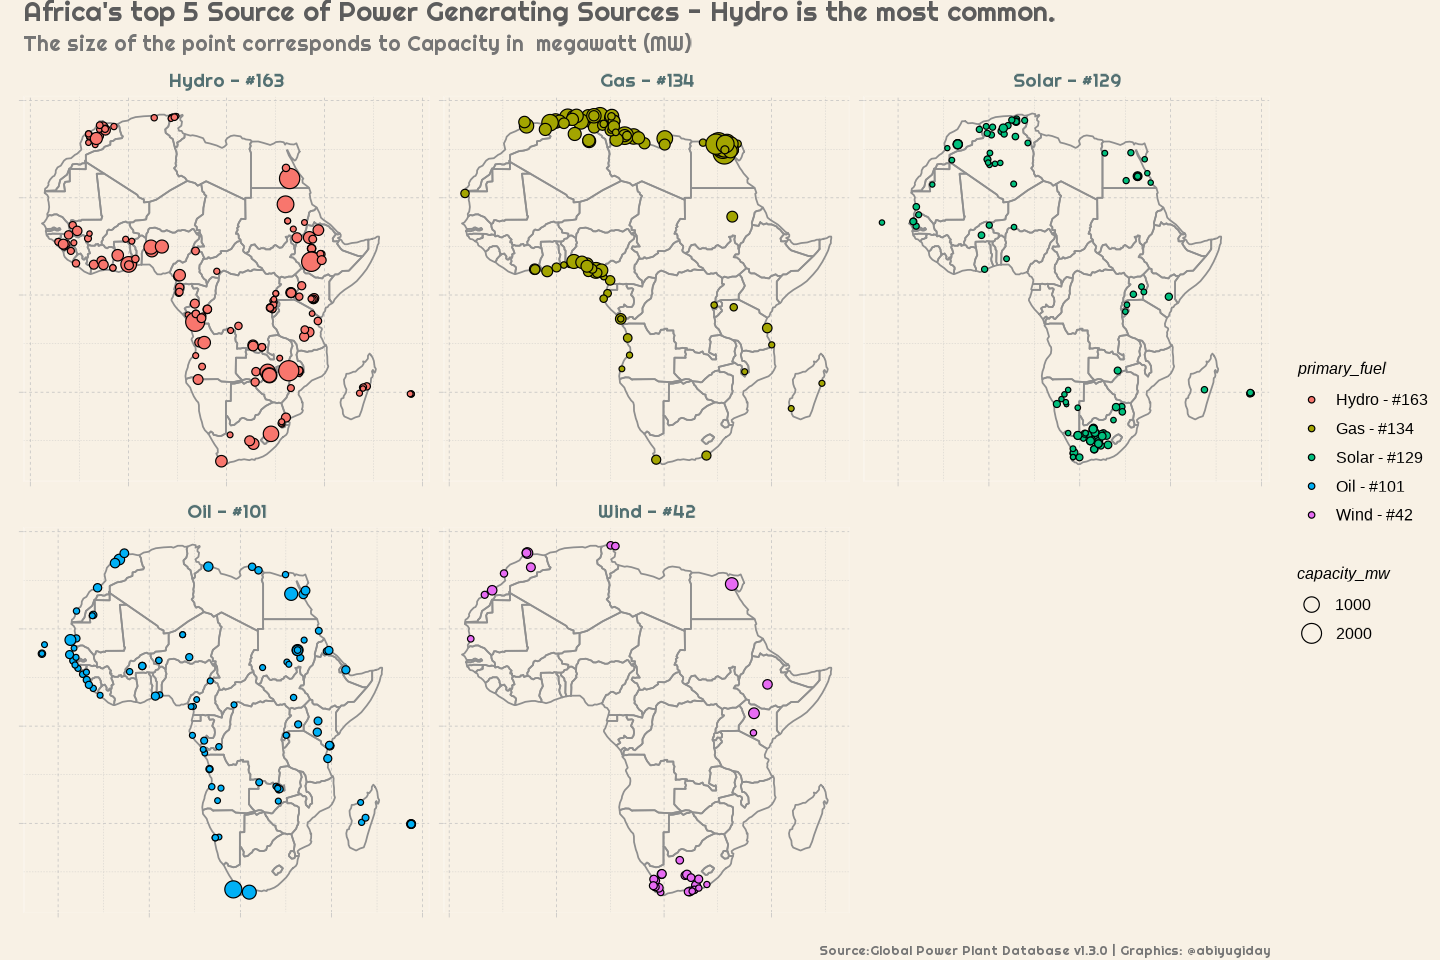 Africa's top 5 Source of Power Generating Sources - Hydro is the most common.
The size of the point corresponds to Capacity in  megawatt (MW)
Hydro - #163
Gas - #134
Solar - #129
Oil - #101
Wind - #42
primary_fuel
Hydro - #163
Gas - #134
Solar - #129
Oil - #101
Wind - #42
capacity_mw
1000
2000
Source:Global Power Plant Database v1.3.0 | Graphics: @abiyugiday